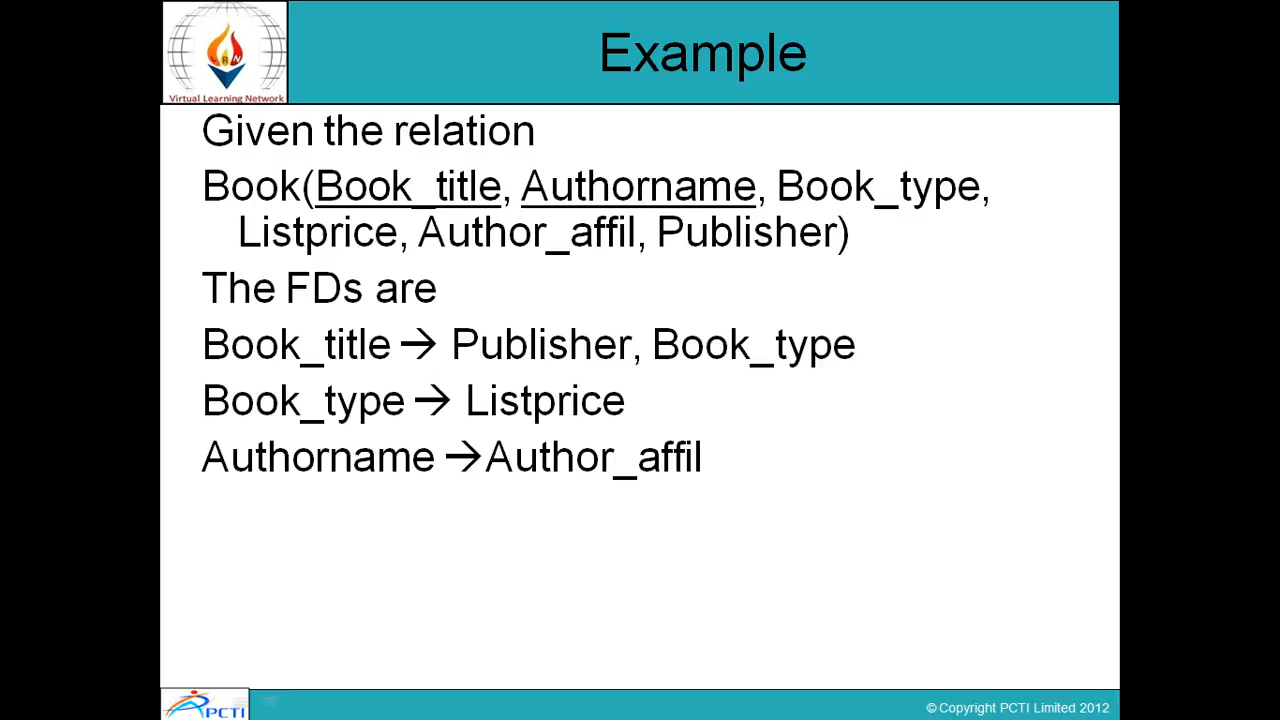 Example
LRN
Virtual Learning Network
Given the relation
Book(Book_title, Authorname, Book_type,
Listprice, Author_affil, Publisher)
The FDs are
Book_title → Publisher, Book_type
Book_type → Listprice
Authorname →Author_affil
PCTI
© Copyright PCTI Limited 2012